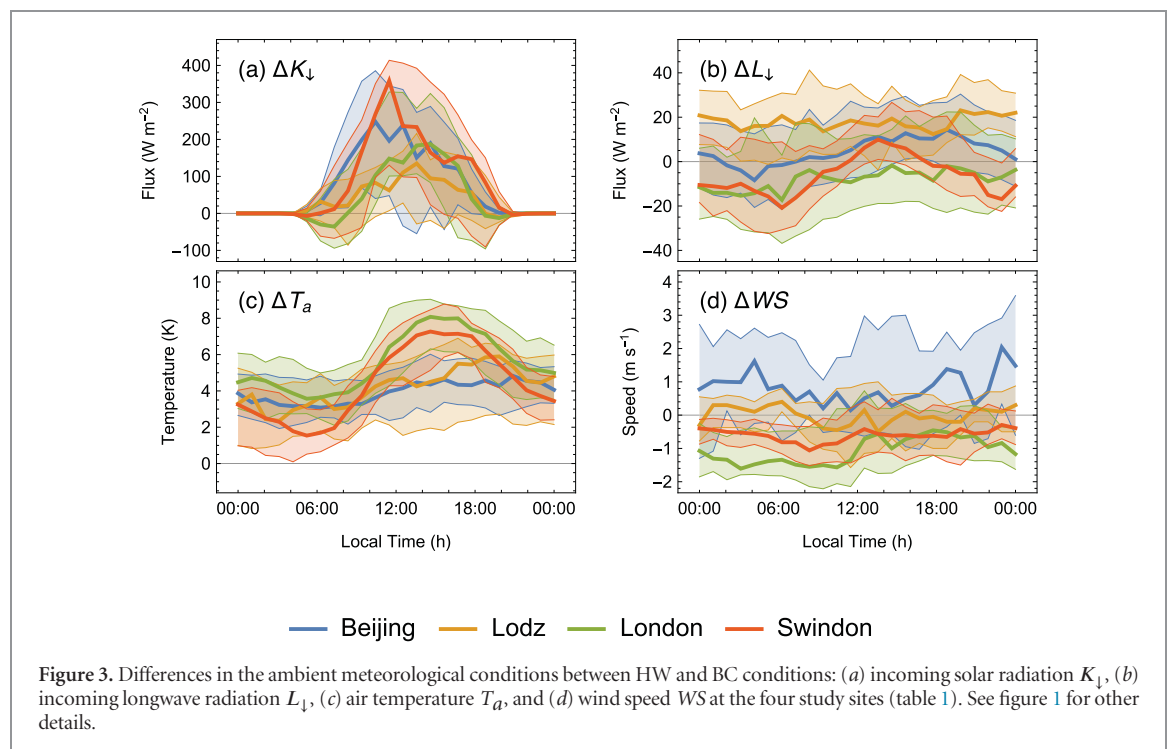 (a) ΔK↓
(b) ΔL↓
400
300
200
100
0
−100
Flux (W m⁻²)
40
20
0
−20
−40
Flux (W m⁻²)
(c) ΔTₐ
(d) ΔWS
10
8
6
4
2
0
Temperature (K)
4
3
2
1
0
−1
−2
Speed (m s⁻¹)
00:00 06:00 12:00 18:00 00:00
00:00 06:00 12:00 18:00 00:00
Local Time (h)
Local Time (h)
Beijing Lodz London Swindon
Figure 3. Differences in the ambient meteorological conditions between HW and BC conditions: (a) incoming solar radiation K↓, (b)
incoming longwave radiation L↓, (c) air temperature Tₐ, and (d) wind speed WS at the four study sites (table 1). See figure 1 for other
details.